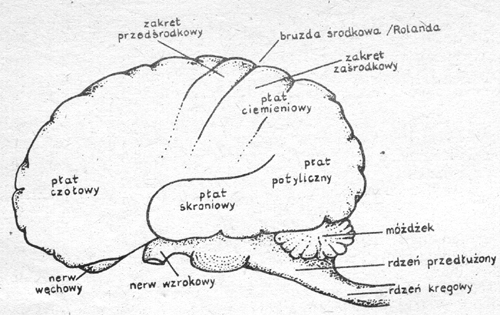 zakręt
przedśrodkowy
bruzda środkowa /Rolanda
zakręt
zaśrodkowy
płat
ciemieniowy
płat
potyliczny
płat
czołowy
płat
skroniowy
móżdżek
rdzeń przedłużony
nerw
węchowy
nerw wzrokowy
rdzeń kręgowy